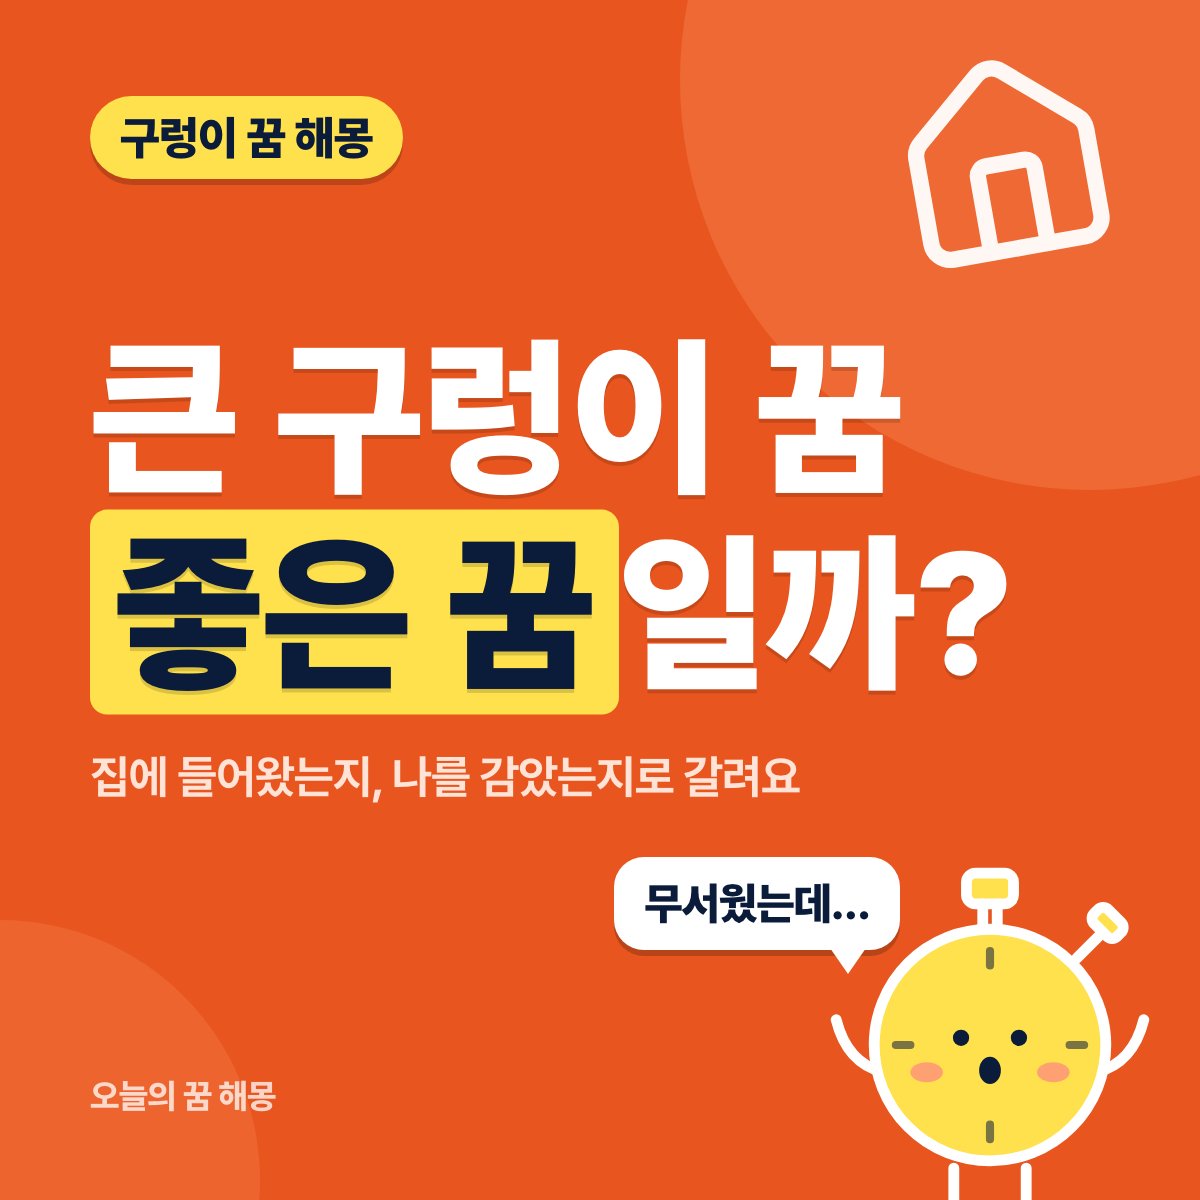 구렁이 꿈 해몽
큰 구렁이 꿈
좋은 꿈일까?
집에 들어왔는지, 나를 감았는지로 갈려요
무서웠는데...
오늘의 꿈 해몽